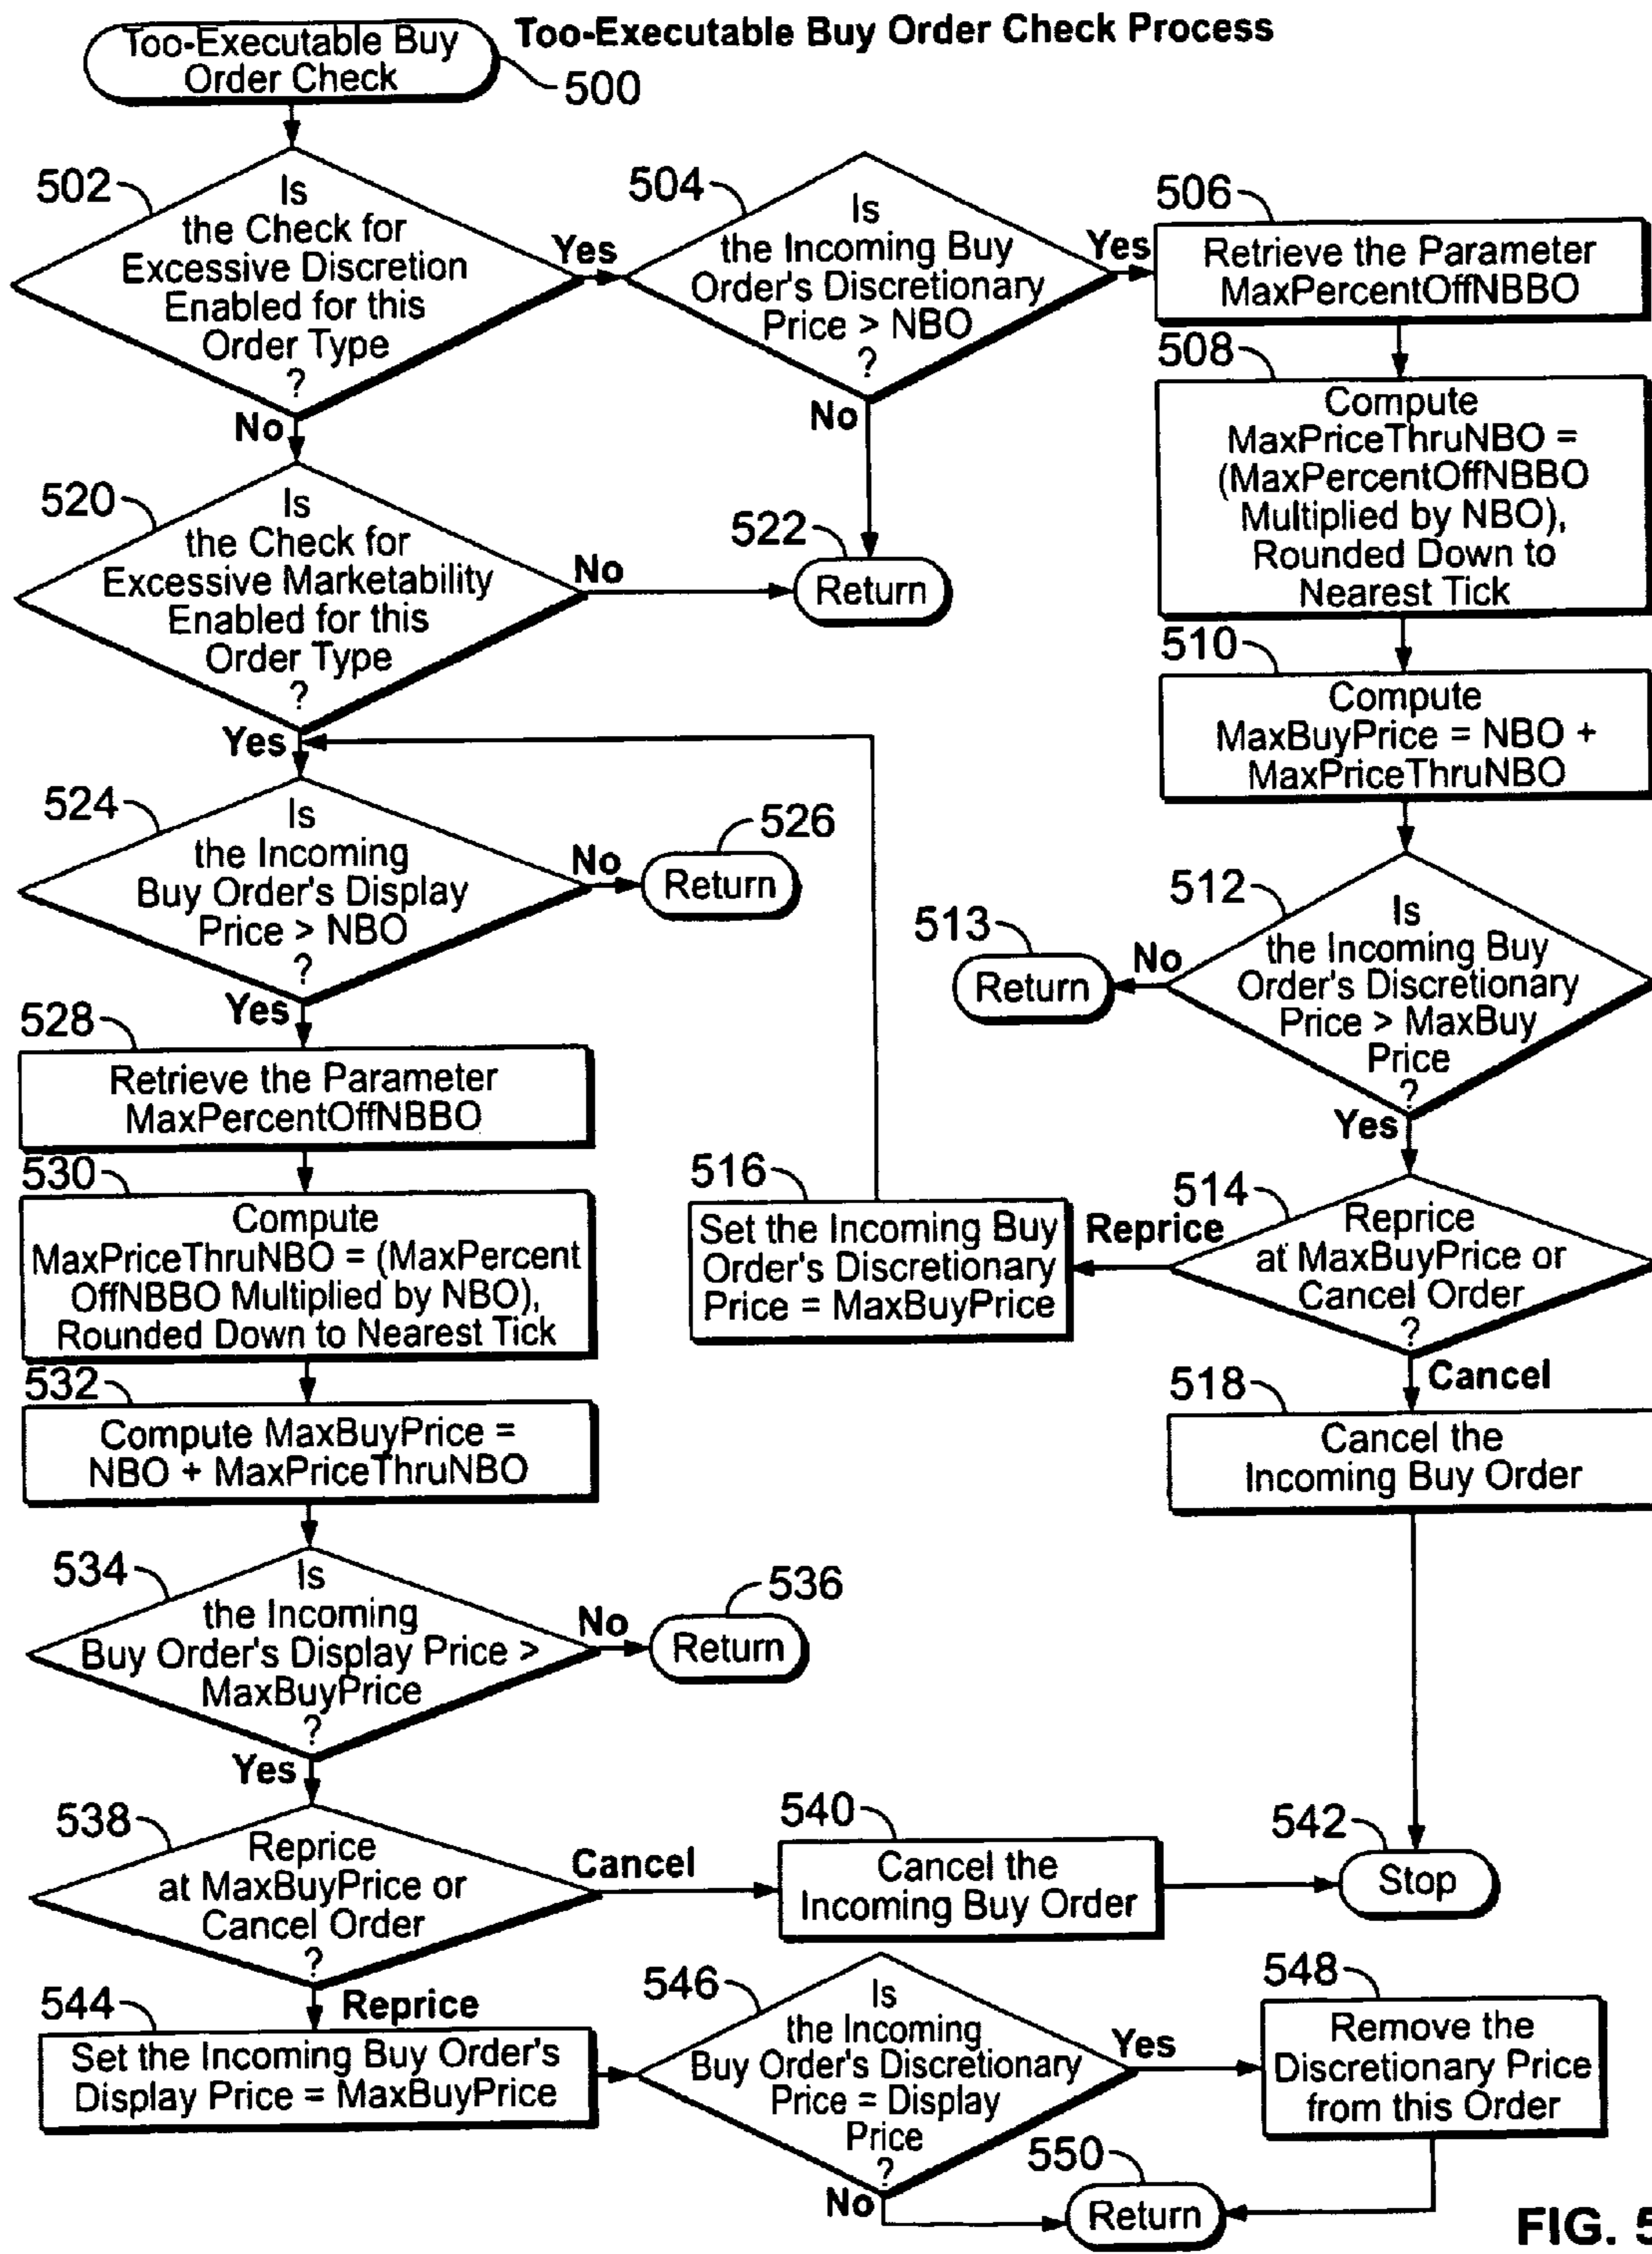 Too-Executable Buy Order Check Process
Too-Executable Buy
Order Check
500
502
Is
the Check for
Excessive Discretion
Enabled for this
Order Type
?
Yes
No
504
Is
the Incoming Buy
Order's Discretionary
Price > NBO
?
Yes
No
506
Retrieve the Parameter
MaxPercentOffNBBO
508
Compute
MaxPriceThruNBO =
(MaxPercentOffNBBO
Multiplied by NBO),
Rounded Down to
Nearest Tick
510
Compute
MaxBuyPrice = NBO +
MaxPriceThruNBO
512
Is
the Incoming Buy
Order's Discretionary
Price > MaxBuy
Price
?
No
513
Return
Yes
514
Reprice
at MaxBuyPrice or
Cancel Order
?
Reprice
516
Set the Incoming Buy
Order's Discretionary
Price = MaxBuyPrice
Cancel
518
Cancel the
Incoming Buy Order
520
Is
the Check for
Excessive Marketability
Enabled for this
Order Type
?
No
522
Return
Yes
524
Is
the Incoming
Buy Order's Display
Price > NBO
?
No
526
Return
Yes
528
Retrieve the Parameter
MaxPercentOffNBBO
530
Compute
MaxPriceThruNBO = (MaxPercent
OffNBBO Multiplied by NBO),
Rounded Down to Nearest Tick
532
Compute MaxBuyPrice =
NBO + MaxPriceThruNBO
534
Is
the Incoming
Buy Order's Display Price >
MaxBuyPrice
?
No
536
Return
Yes
538
Reprice
at MaxBuyPrice or
Cancel Order
?
Cancel
540
Cancel the
Incoming Buy Order
542
Stop
Reprice
544
Set the Incoming Buy Order's
Display Price = MaxBuyPrice
546
Is
the Incoming
Buy Order's Discretionary
Price = Display
Price
?
Yes
548
Remove the
Discretionary Price
from this Order
No
550
Return
FIG. 5